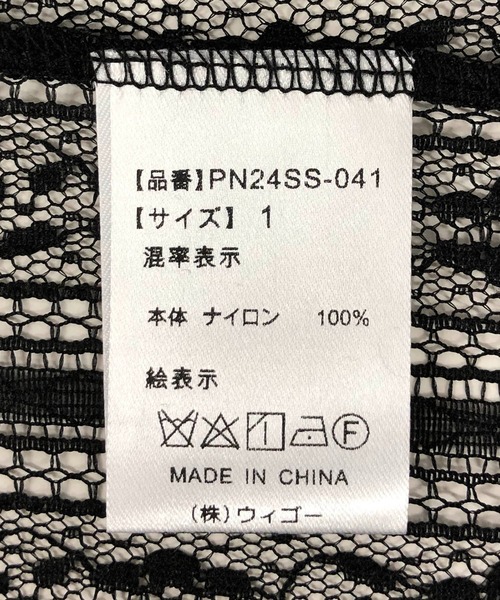 【品番】PN24SS-041
【サイズ】 1
混率表示
本体 ナイロン 100%
絵表示
F
MADE IN CHINA
（株）ウィゴー